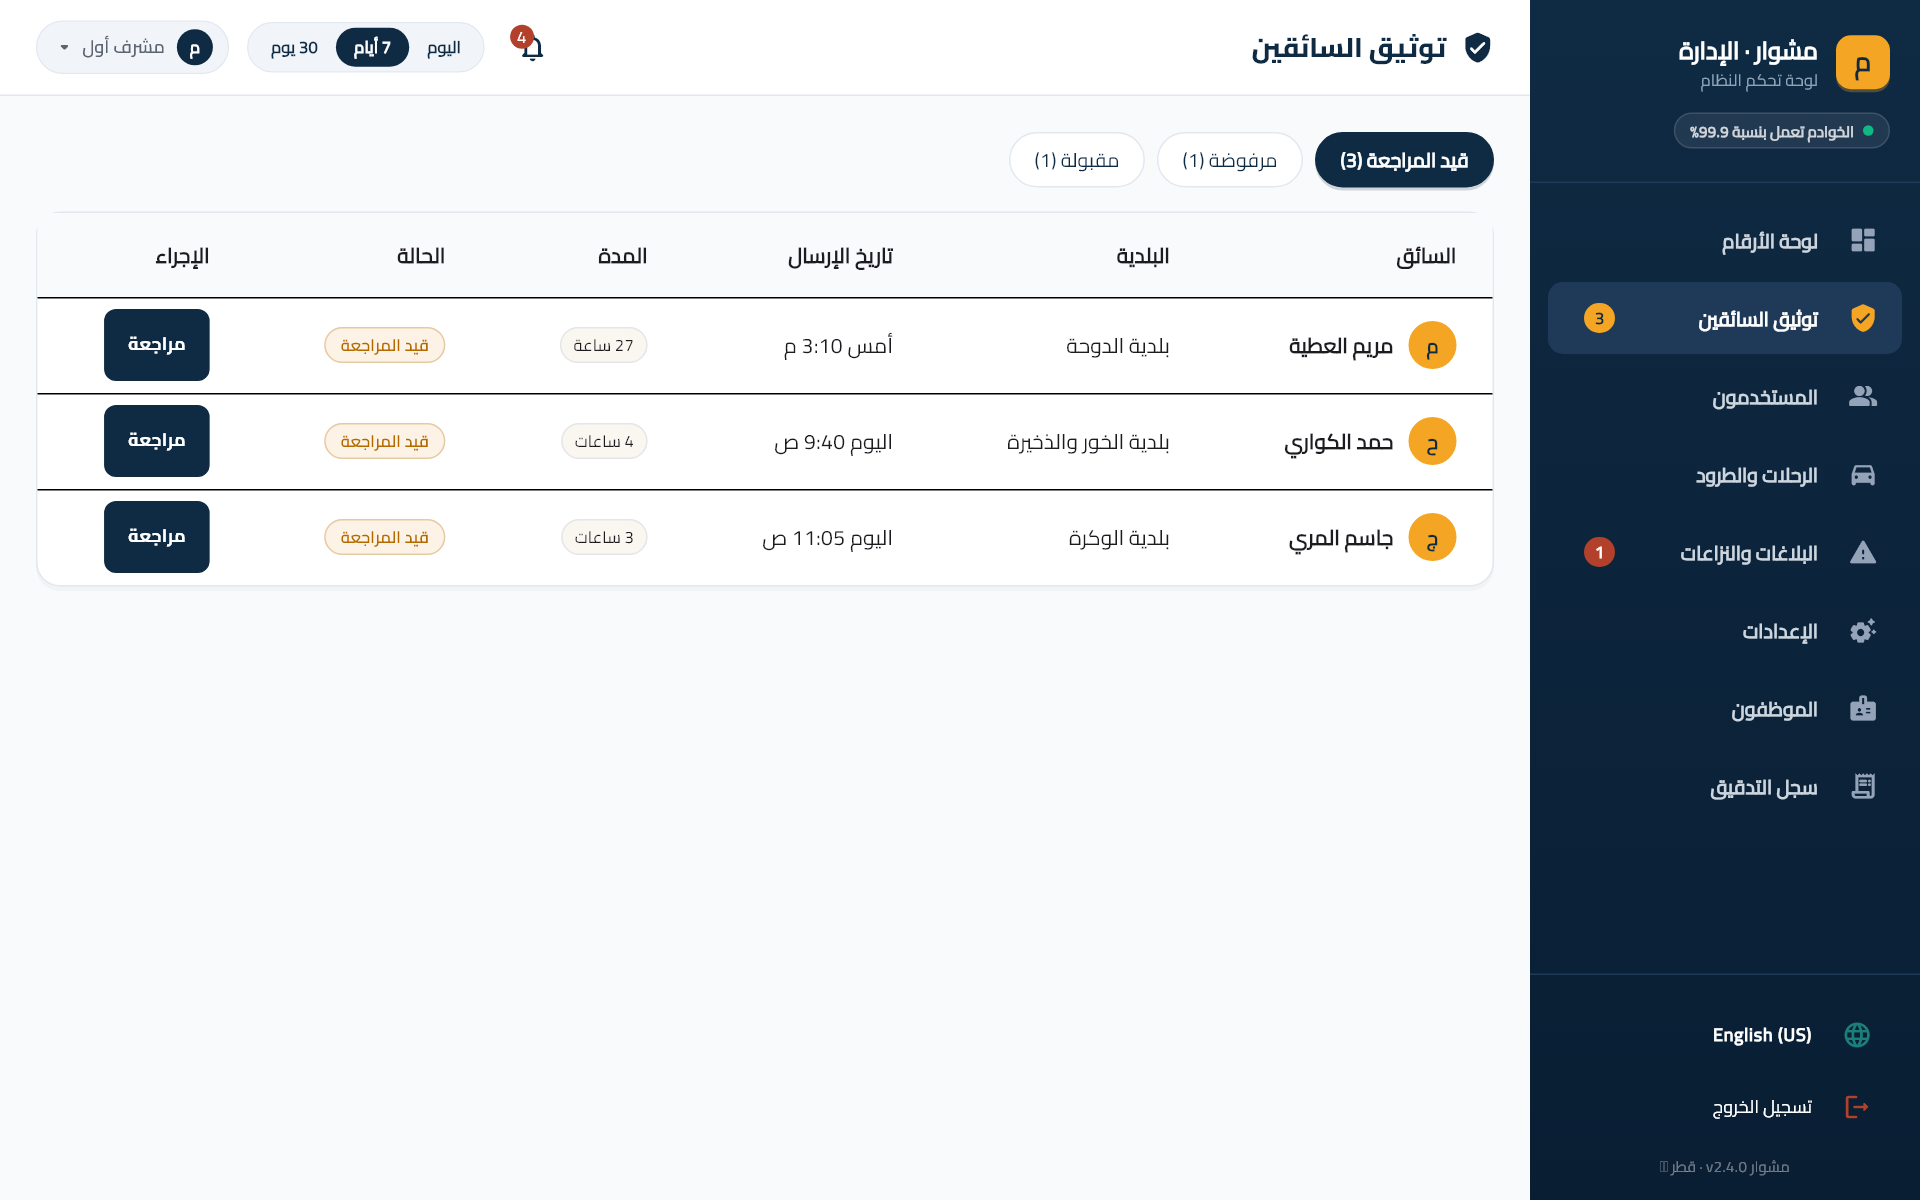 م
مشوار · الإدارة
لوحة تحكم النظام
الخوادم تعمل بنسبة 99.9%
لوحة الأرقام
توثيق السائقين
3
المستخدمون
الرحلات والطرود
البلاغات والنزاعات
1
الإعدادات
الموظفون
سجل التدقيق
English (US)
تسجيل الخروج
مشوار v2.4.0 · قطر
توثيق السائقين
4
اليوم
7 أيام
30 يوم
م
مشرف أول
قيد المراجعة (3)
مرفوضة (1)
مقبولة (1)
السائق البلدية تاريخ الإرسال المدة الحالة الإجراء
م مريم العطية بلدية الدوحة أمس 3:10 م 27 ساعة قيد المراجعة مراجعة
ح حمد الكواري بلدية الخور والذخيرة اليوم 9:40 ص 4 ساعات قيد المراجعة مراجعة
ج جاسم المري بلدية الوكرة اليوم 11:05 ص 3 ساعات قيد المراجعة مراجعة